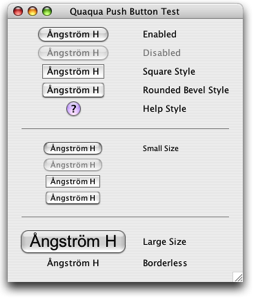 Quaqua Push Button Test
Ångström H Enabled
Ångström H Disabled
Ångström H Square Style
Ångström H Rounded Bevel Style
? Help Style
Ångström H Small Size
Ångström H
Ångström H
Ångström H
Ångström H Large Size
Ångström H Borderless